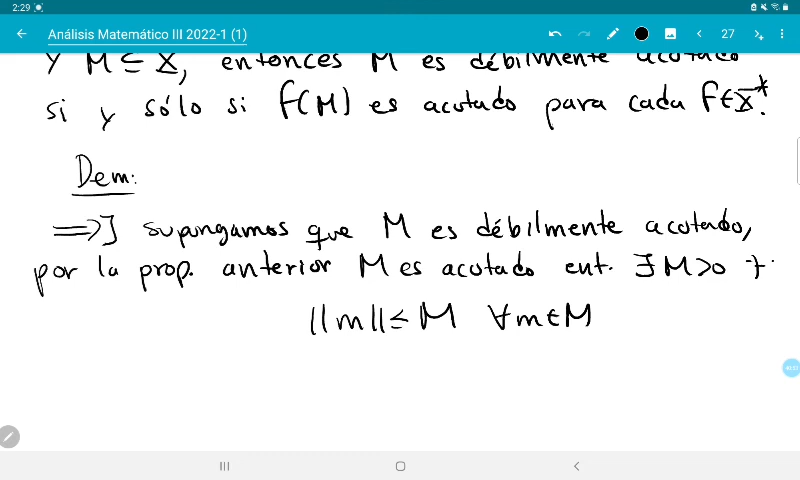 2:29
Análisis Matemático III 2022-1 (1)
27
y M ⊆ X, entonces M es débilmente acotado
si y sólo si f(M) es acotado para cada f∈X*.
Dem:
⇒] supongamos que M es débilmente acotado,
por la prop. anterior M es acotado ent. ∃ M>0 +
||m|| ≤ M ∀m∈M